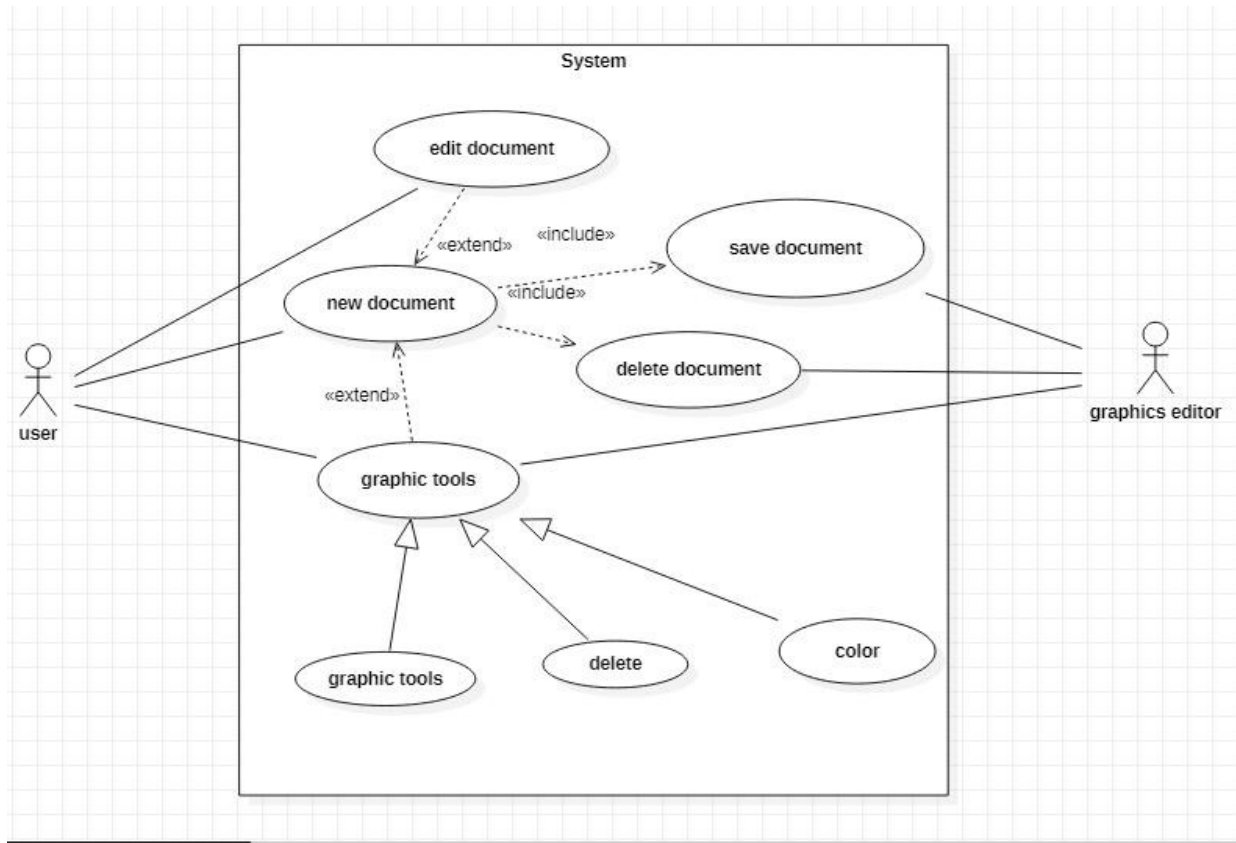 System
edit document
«extend»
«include»
save document
new document
«include»
delete document
«extend»
user
graphics editor
graphic tools
graphic tools
delete
color